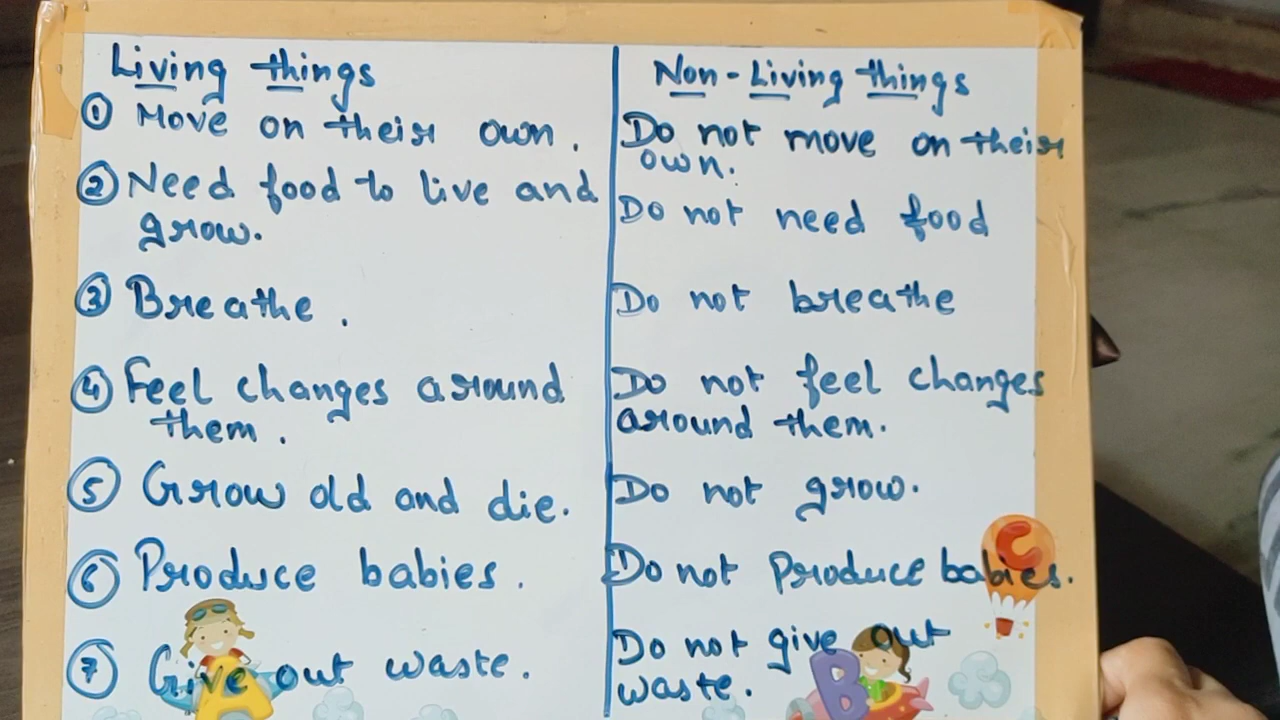 Living things
① Move on their own.
② Need food to live and
grow.
③ Breathe.
④ Feel changes around
them.
⑤ Grow old and die.
⑥ Produce babies.
⑦ Give out waste.
Non-Living things
Do not move on their
own.
Do not need food
Do not breathe
Do not feel changes
around them.
Do not grow.
Do not Produce babies.
Do not give out
waste.
A
B
C